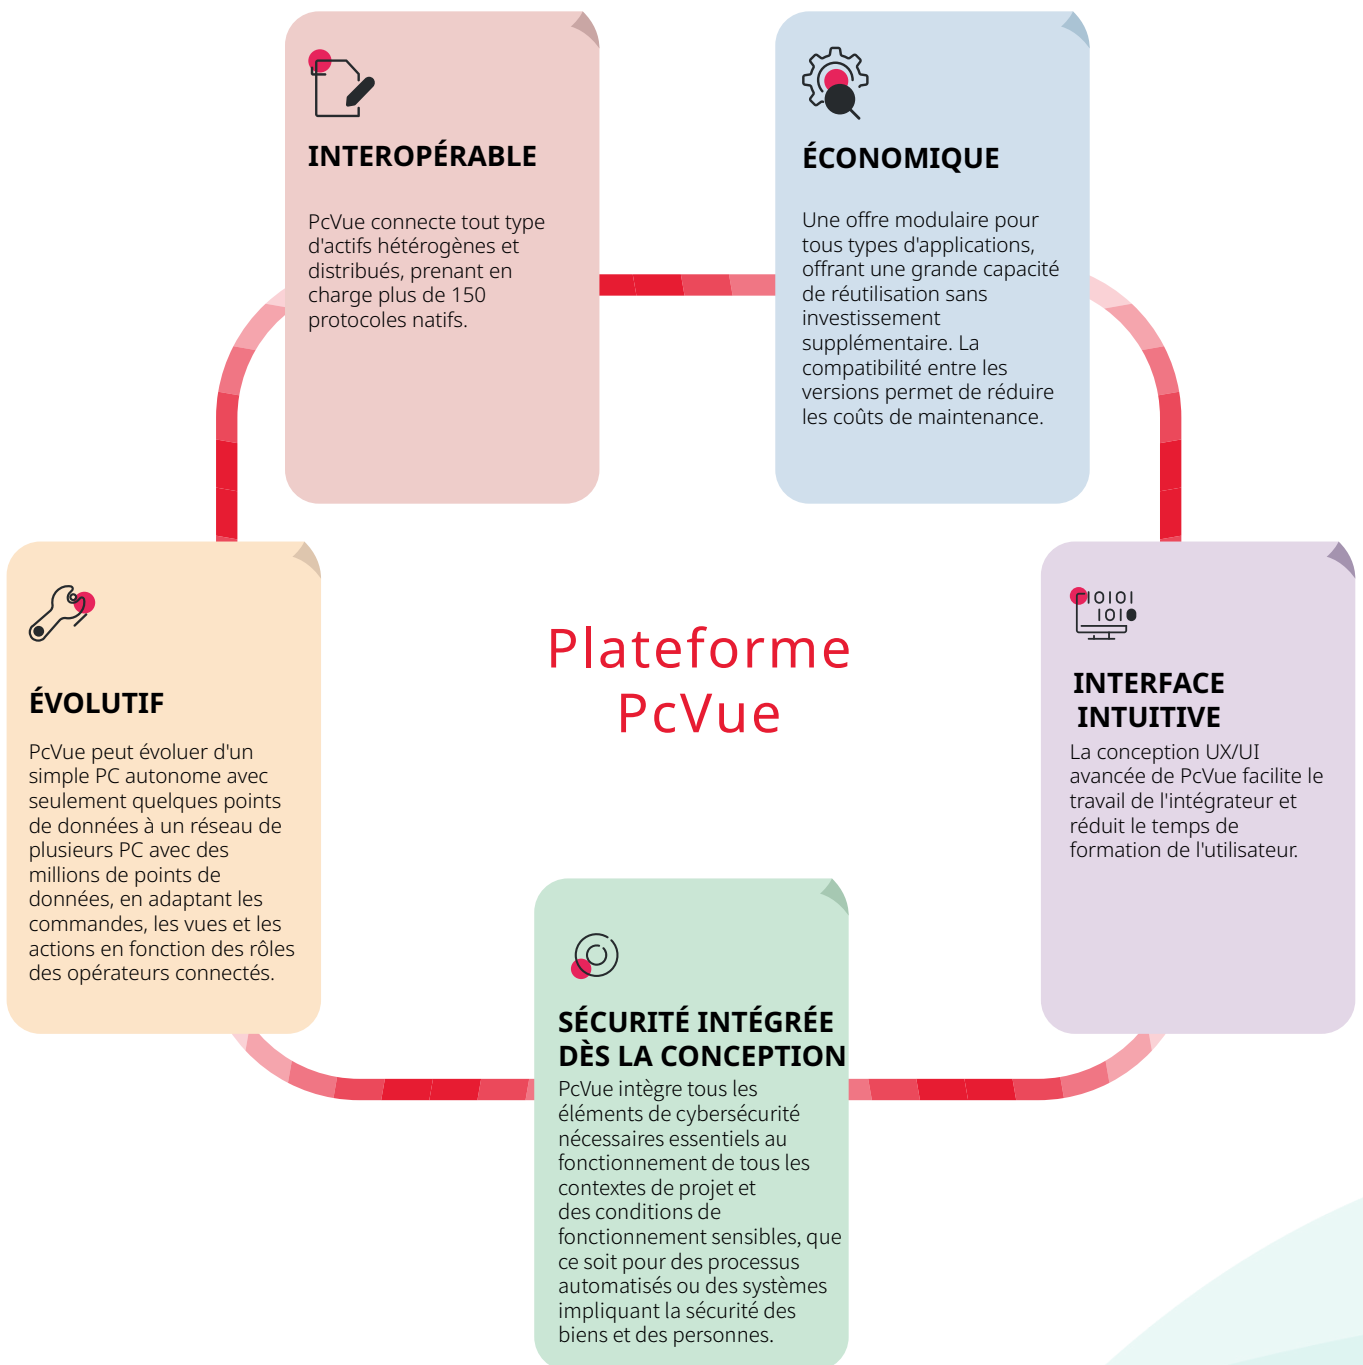 INTEROPÉRABLE
PcVue connecte tout type
d'actifs hétérogènes et
distribués, prenant en
charge plus de 150
protocoles natifs.
ÉCONOMIQUE
Une offre modulaire pour
tous types d'applications,
offrant une grande capacité
de réutilisation sans
investissement
supplémentaire. La
compatibilité entre les
versions permet de réduire
les coûts de maintenance.
Plateforme
PcVue
ÉVOLUTIF
PcVue peut évoluer d'un
simple PC autonome avec
seulement quelques points
de données à un réseau de
plusieurs PC avec des
millions de points de
données, en adaptant les
commandes, les vues et les
actions en fonction des rôles
des opérateurs connectés.
10101
101
INTERFACE
INTUITIVE
La conception UX/UI
avancée de PcVue facilite le
travail de l'intégrateur et
réduit le temps de
formation de l'utilisateur.
SÉCURITÉ INTÉGRÉE
DÈS LA CONCEPTION
PcVue intègre tous les
éléments de cybersécurité
nécessaires essentiels au
fonctionnement de tous les
contextes de projet et
des conditions de
fonctionnement sensibles, que
ce soit pour des processus
automatisés ou des systèmes
impliquant la sécurité des
biens et des personnes.